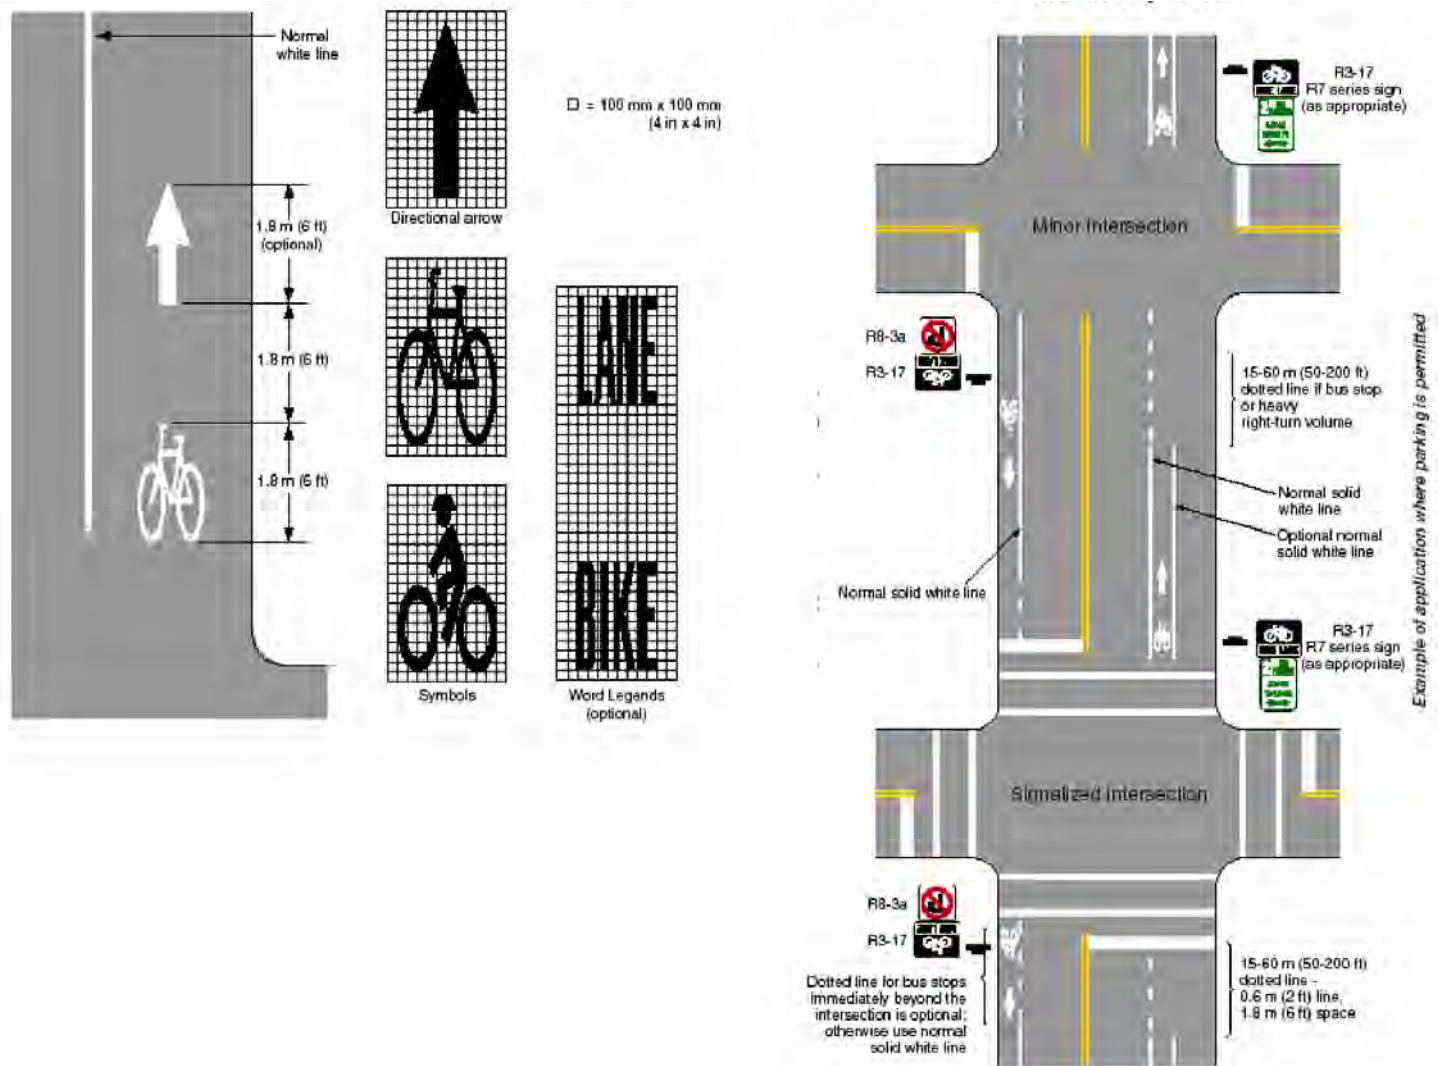 Normal
white line
1.8 m (6 ft)
(optional)
1.8 m (6 ft)
1.8 m (6 ft)
Directional arrow
= 100 mm x 100 mm
(4 in x 4 in)
LANE
BIKE
Symbols
Word Legends
(optional)
R3-17
R7 series sign
(as appropriate)
Minor Intersection
R8-3a
R3-17
15-60 m (50-200 ft)
dotted line if bus stop
or heavy
right-turn volume
Normal solid
white line
Optional normal
solid white line
Normal solid white line
R3-17
R7 series sign
(as appropriate)
Example of application where parking is permitted
Signalized Intersection
R8-3a
R3-17
Dotted line for bus stops
immediately beyond the
intersection is optional;
otherwise use normal
solid white line
15-60 m (50-200 ft)
dotted line -
0.6 m (2 ft) line,
1.8 m (6 ft) space